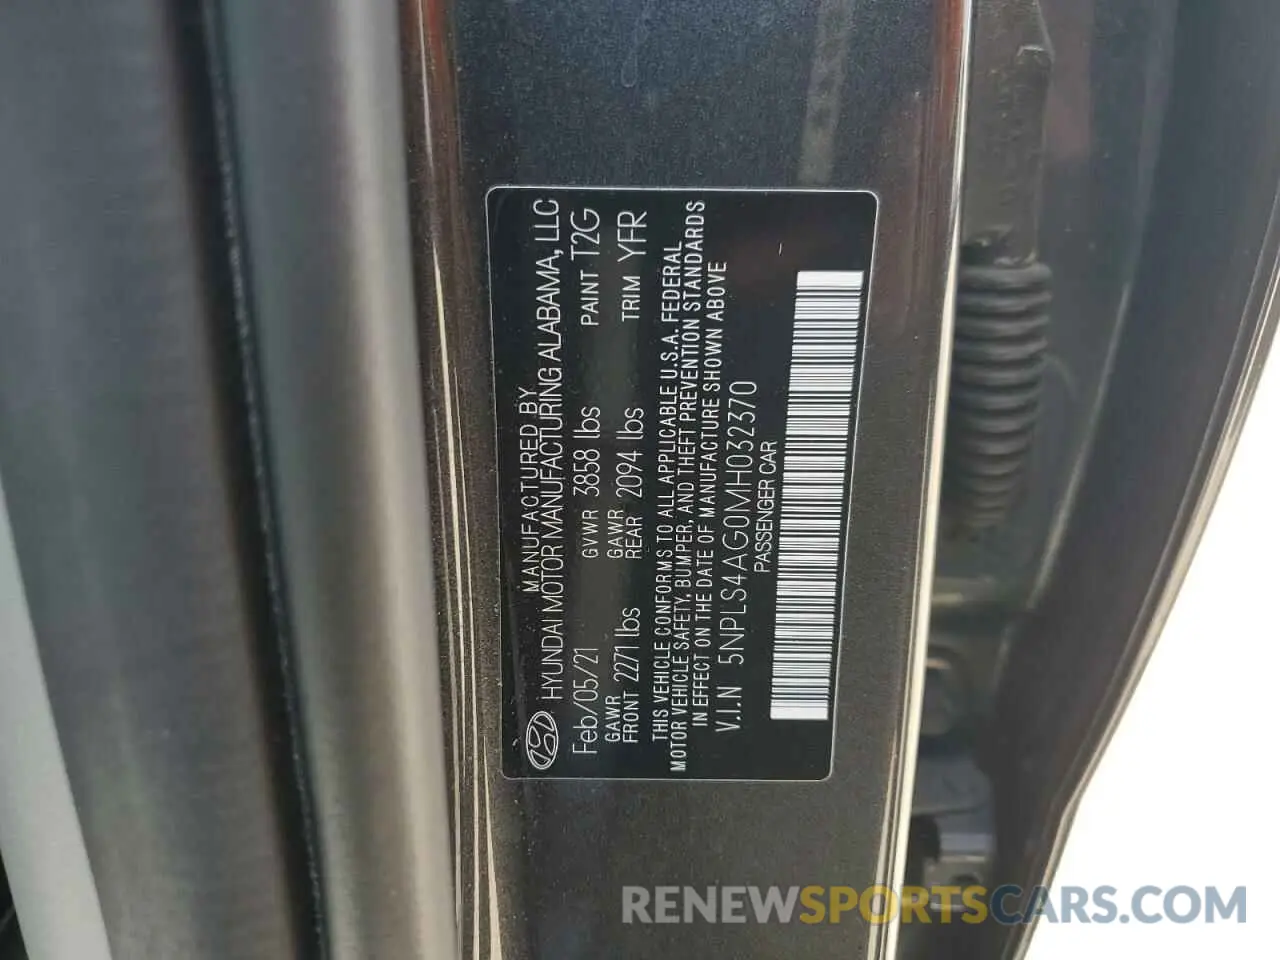 MANUFACTURED BY
HYUNDAI MOTOR MANUFACTURING ALABAMA, LLC
Feb/05/21 GVWR 3858 lbs PAINT T2G
GAWR GAWR
FRONT 2271 lbs REAR 2094 lbs TRIM YFR
THIS VEHICLE CONFORMS TO ALL APPLICABLE U.S.A. FEDERAL
MOTOR VEHICLE SAFETY, BUMPER, AND THEFT PREVENTION STANDARDS
IN EFFECT ON THE DATE OF MANUFACTURE SHOWN ABOVE
V.I.N 5NPLS4AG0MH032370
PASSENGER CAR
RENEWSPORTSCARS.COM